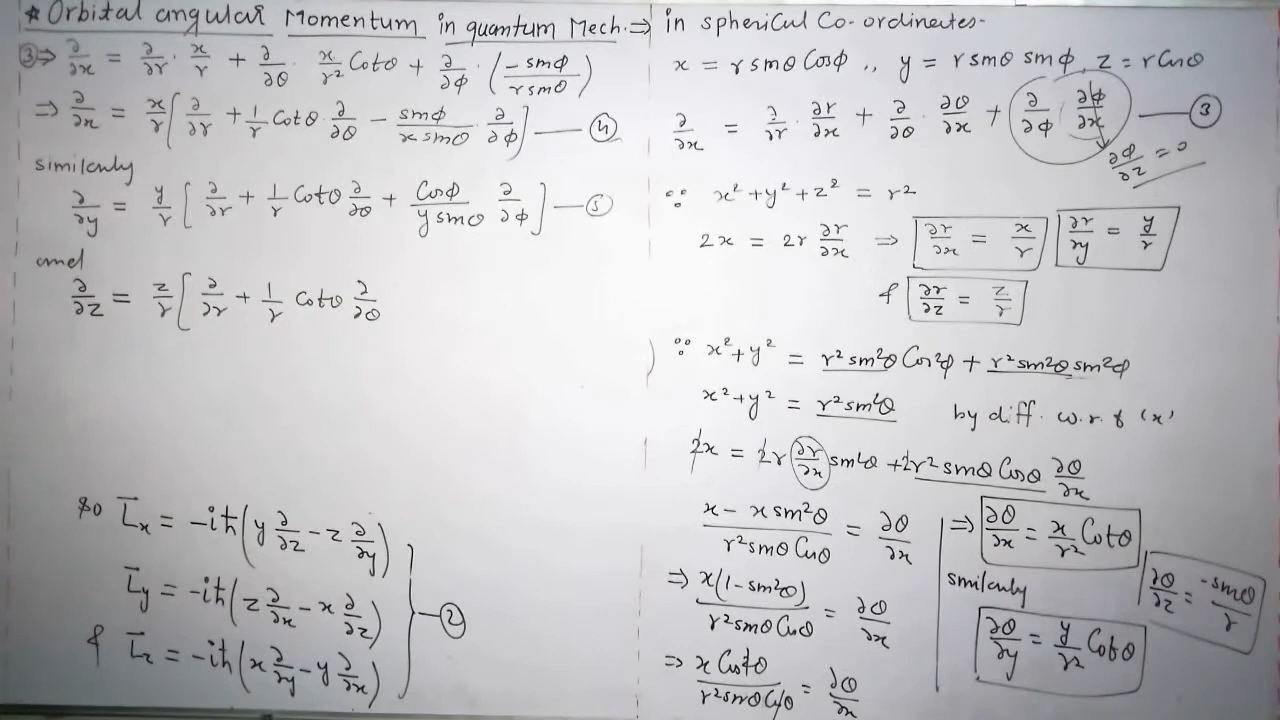 * Orbital angular Momentum in quantum Mech. ⇒ in sphericul Co-ordinates-
③⇒ ∂/∂x = ∂/∂r · x/r + ∂/∂θ · x/r² Cotθ + ∂/∂φ · (-sinφ/r sinθ)
⇒ ∂/∂x = x/r [∂/∂r + 1/r Cotθ · ∂/∂θ - sinφ/x sinθ · ∂/∂φ] — ④
similarly
∂/∂y = y/r [∂/∂r + 1/r Cotθ ∂/∂θ + Cosφ/y sinθ ∂/∂φ] — ⑤
and
∂/∂z = z/r [∂/∂r + 1/r Cotθ ∂/∂θ
so L̄x = -iħ(y ∂/∂z - z ∂/∂y)
L̄y = -iħ(z ∂/∂x - x ∂/∂z) — ②
& L̄z = -iħ(x ∂/∂y - y ∂/∂x)
x = r sinθ Cosφ ,, y = r sinθ sinφ, z = r Cosθ
∂/∂x = ∂/∂r · ∂r/∂x + ∂/∂θ · ∂θ/∂x + ∂/∂φ ∂φ/∂x — ③
∂φ/∂z = 0
∵ x² + y² + z² = r²
2x = 2r ∂r/∂x ⇒ ∂r/∂x = x/r ∂r/∂y = y/r
& ∂r/∂z = z/r
) ∵ x² + y² = r² sin²θ Cos²φ + r² sin²θ sin²φ
x² + y² = r² sin²θ by diff. w.r.t 'x'
2x = 2r ∂r/∂x sin²θ + 2r² sinθ Cosθ ∂θ/∂x
x - x sin²θ / r² sinθ Cosθ = ∂θ/∂x
⇒ x(1 - sin²θ) / r² sinθ Cosθ = ∂θ/∂x
⇒ x Cos²θ / r² sinθ Cosθ = ∂θ/∂x
⇒ ∂θ/∂x = x/r² Cotθ
similarly
∂θ/∂y = y/r² Cotθ
∂θ/∂z = -sinθ/r